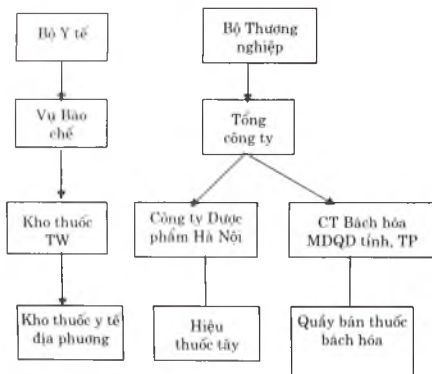 Bộ Y tế
Bộ Thương
nghiệp
Vụ Bào
chế
Tổng
công ty
Kho thuốc
TW
Công ty Dược
phẩm Hà Nội
CT Bách hóa
MDQD tỉnh, TP
Kho thuốc y tế
địa phương
Hiệu
thuốc tây
Quầy bán thuốc
bách hóa